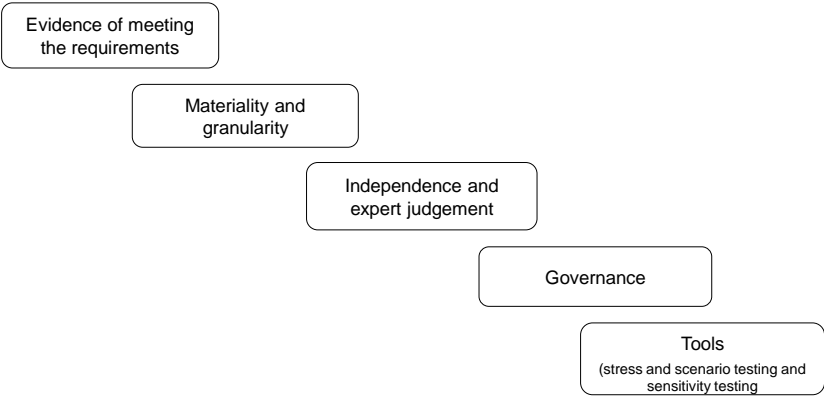 Evidence of meeting
the requirements
Materiality and
granularity
Independence and
expert judgement
Governance
Tools
(stress and scenario testing and
sensitivity testing